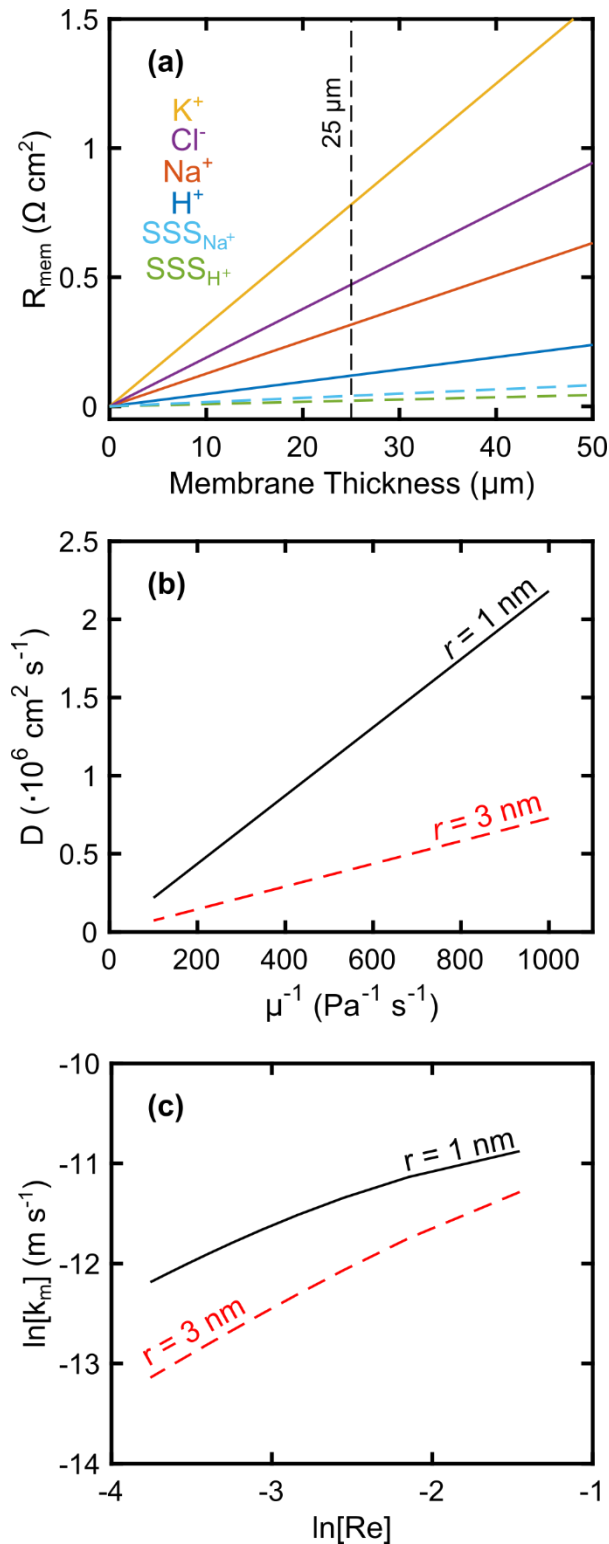 1.5
(a)
K⁺
Cl⁻
Na⁺
H⁺
SSS_Na⁺
SSS_H⁺
25 µm
1
0.5
0
R_mem (Ω cm²)
0 10 20 30 40 50
Membrane Thickness (µm)
2.5
(b)
2
1.5
1
0.5
0
r = 1 nm
r = 3 nm
D (·10⁶ cm² s⁻¹)
0 200 400 600 800 1000
µ⁻¹ (Pa⁻¹ s⁻¹)
-10
(c)
-11
-12
-13
-14
r = 1 nm
r = 3 nm
ln[k_m] (m s⁻¹)
-4 -3 -2 -1
ln[Re]